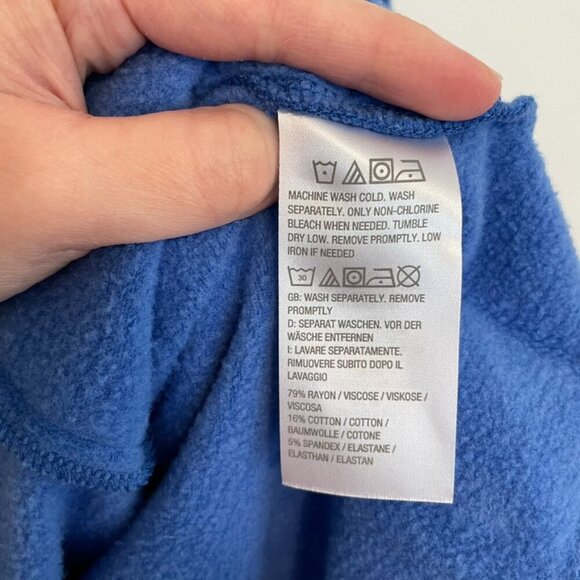 MACHINE WASH COLD. WASH
SEPARATELY. ONLY NON-CHLORINE
BLEACH WHEN NEEDED. TUMBLE
DRY LOW. REMOVE PROMPTLY. LOW
IRON IF NEEDED
30
GB: WASH SEPARATELY. REMOVE
PROMPTLY
D: SEPARAT WASCHEN. VOR DER
WÄSCHE ENTFERNEN
I: LAVARE SEPARATAMENTE.
RIMUOVERE SUBITO DOPO IL
LAVAGGIO
79% RAYON / VISCOSE / VISKOSE /
VISCOSA
16% COTTON / COTTON /
BAUMWOLLE / COTONE
5% SPANDEX / ELASTANE /
ELASTHAN / ELASTAN